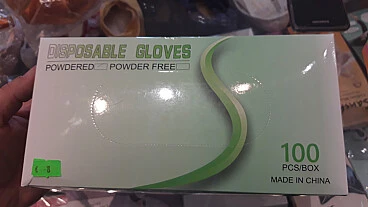 DISPOSABLE GLOVES
POWDERED POWDER FREE
100
PCS/BOX
MADE IN CHINA